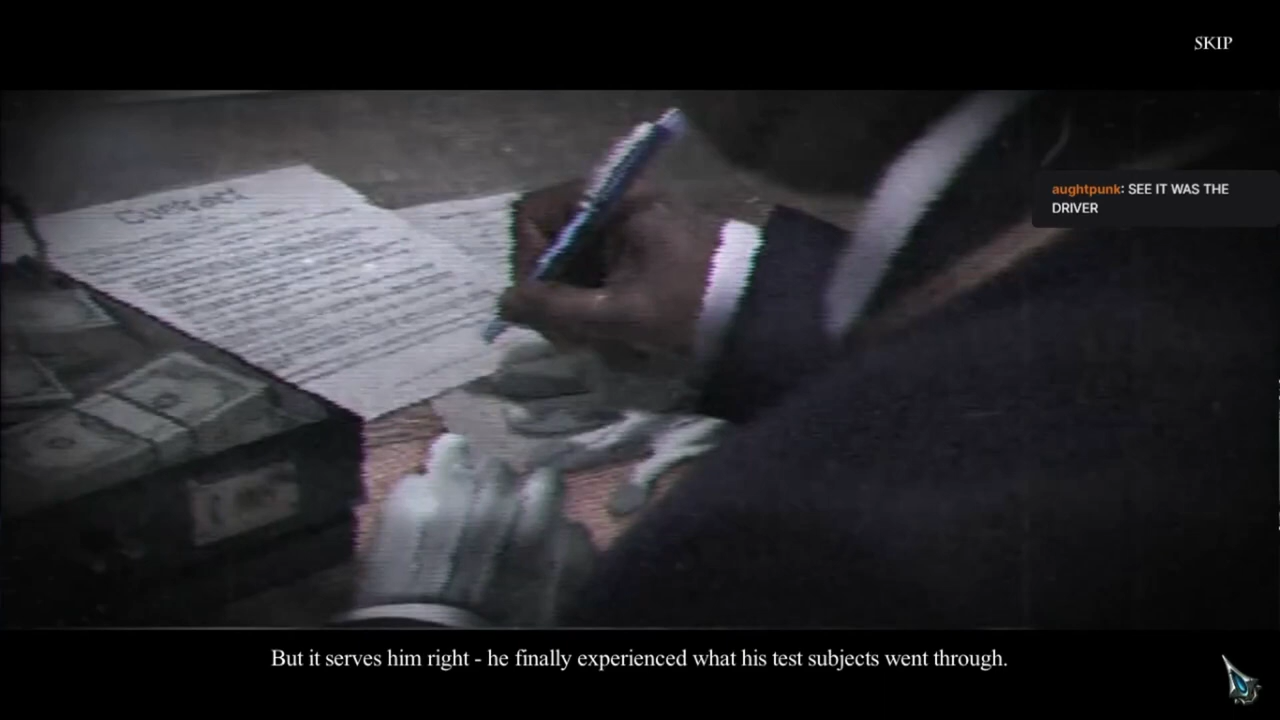 SKIP
aughtpunk: SEE IT WAS THE
DRIVER
Contract
But it serves him right - he finally experienced what his test subjects went through.